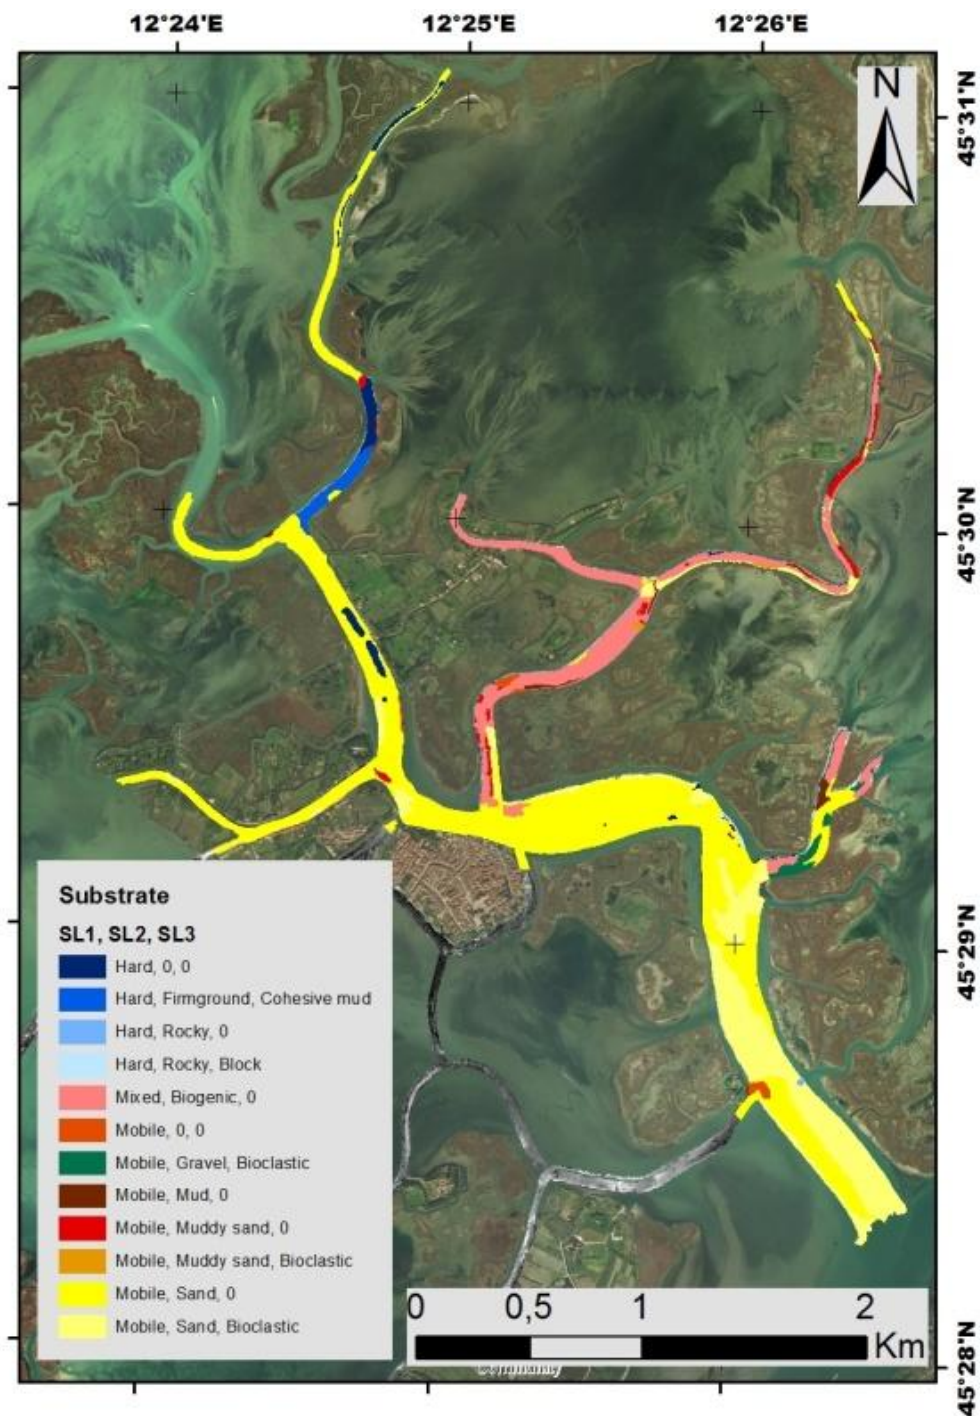 12°24'E 12°25'E 12°26'E
N
45°31'N
45°30'N
45°29'N
45°28'N
Substrate
SL1, SL2, SL3
Hard, 0, 0
Hard, Firmground, Cohesive mud
Hard, Rocky, 0
Hard, Rocky, Block
Mixed, Biogenic, 0
Mobile, 0, 0
Mobile, Gravel, Bioclastic
Mobile, Mud, 0
Mobile, Muddy sand, 0
Mobile, Muddy sand, Bioclastic
Mobile, Sand, 0
Mobile, Sand, Bioclastic
0 0,5 1 2
Km
Community